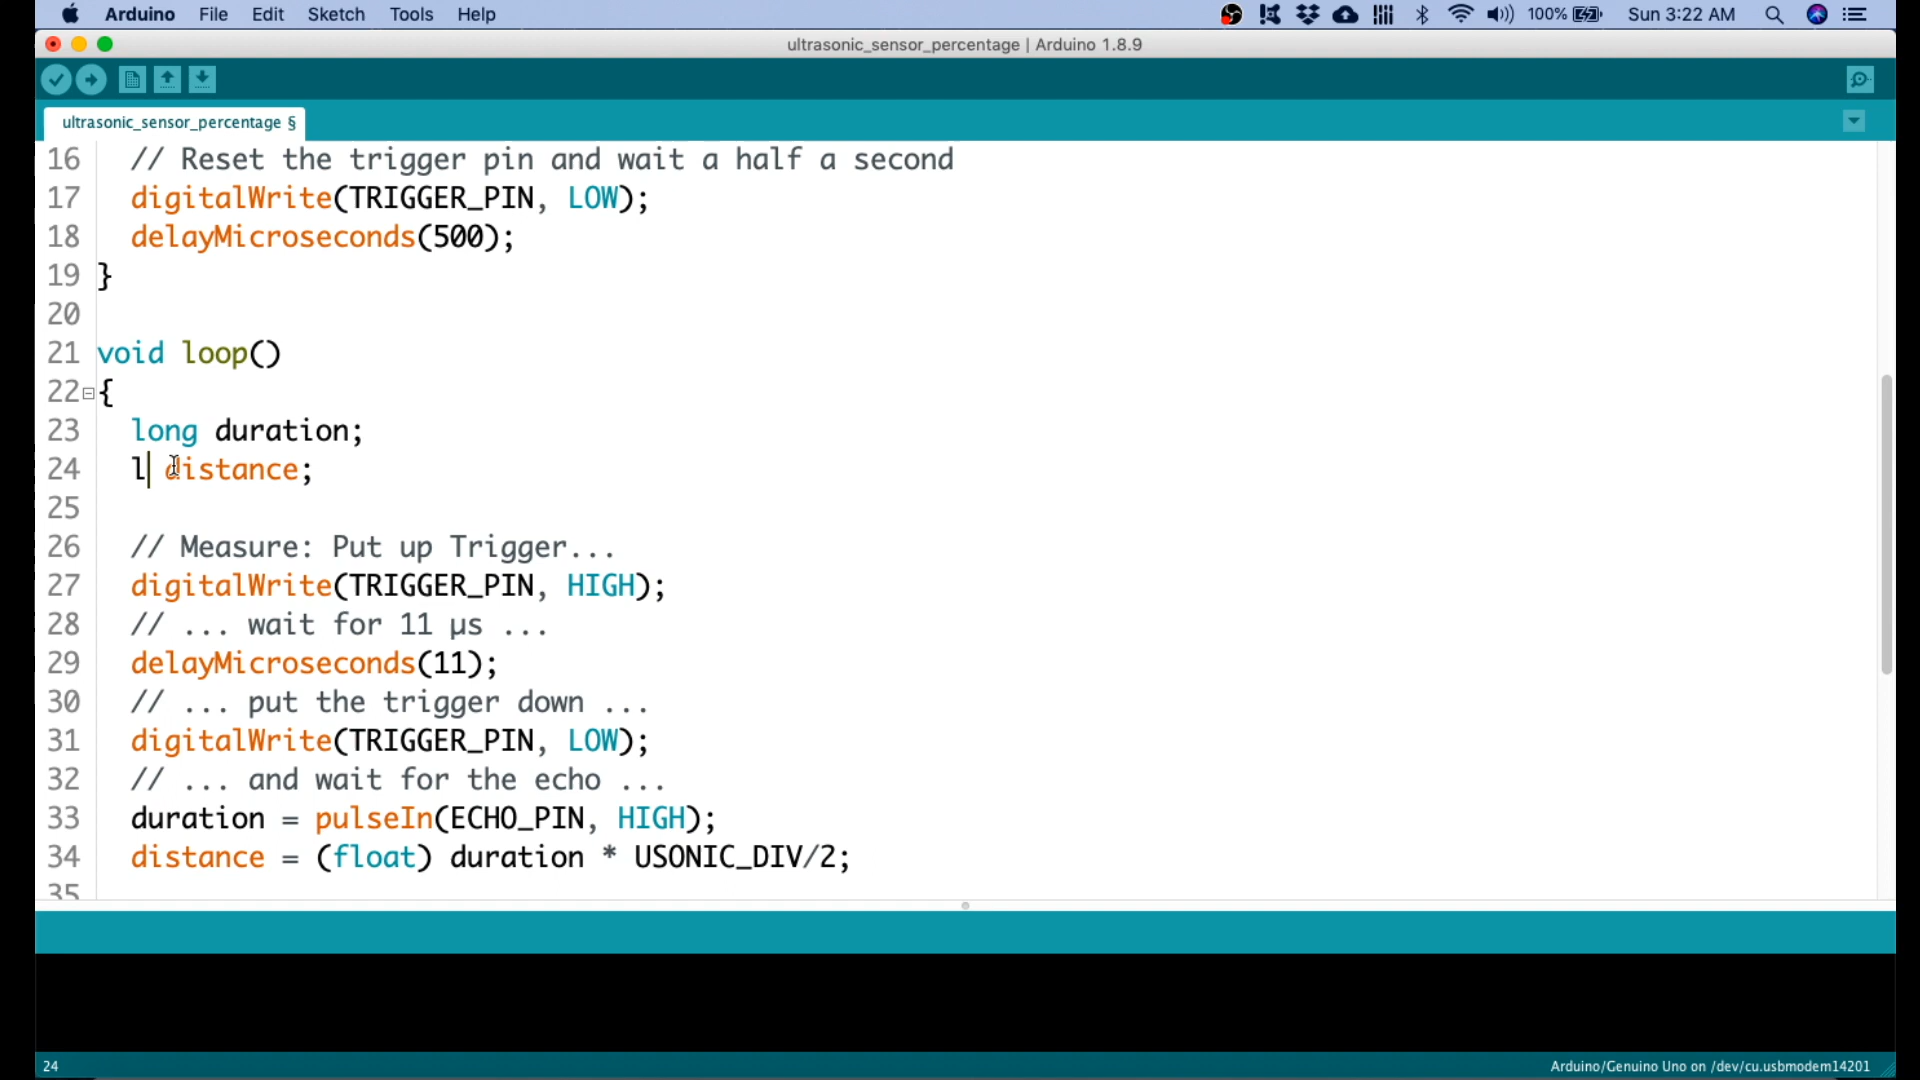 Arduino File Edit Sketch Tools Help 100% Sun 3:22 AM
ultrasonic_sensor_percentage | Arduino 1.8.9
ultrasonic_sensor_percentage §
16 // Reset the trigger pin and wait a half a second
17 digitalWrite(TRIGGER_PIN, LOW);
18 delayMicroseconds(500);
19 }
20
21 void loop()
22 {
23 long duration;
24 l distance;
25
26 // Measure: Put up Trigger...
27 digitalWrite(TRIGGER_PIN, HIGH);
28 // ... wait for 11 µs ...
29 delayMicroseconds(11);
30 // ... put the trigger down ...
31 digitalWrite(TRIGGER_PIN, LOW);
32 // ... and wait for the echo ...
33 duration = pulseIn(ECHO_PIN, HIGH);
34 distance = (float) duration * USONIC_DIV/2;
35
24 Arduino/Genuino Uno on /dev/cu.usbmodem14201